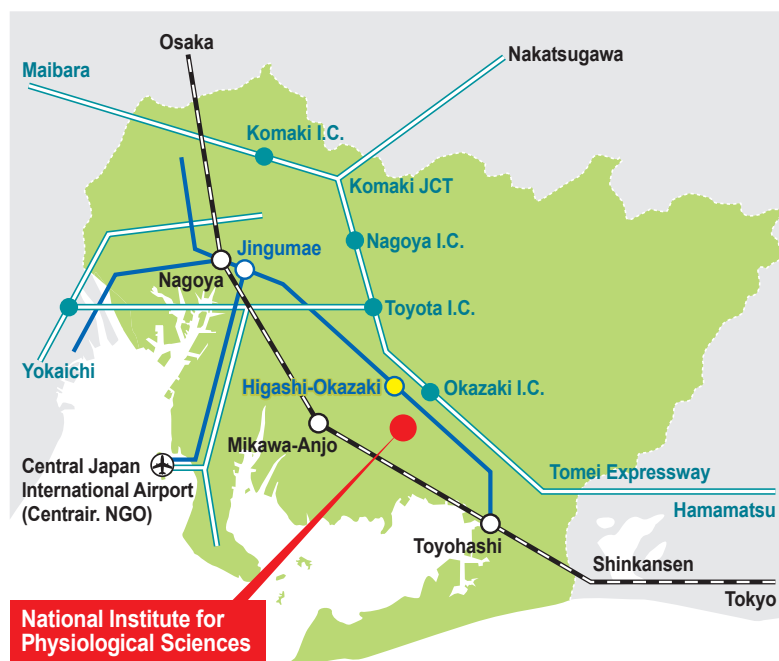 Osaka
Maibara
Nakatsugawa
Komaki I.C.
Komaki JCT
Nagoya I.C.
Jingumae
Nagoya
Toyota I.C.
Yokaichi
Higashi-Okazaki
Okazaki I.C.
Mikawa-Anjo
Central Japan
International Airport
(Centrair. NGO)
Tomei Expressway
Hamamatsu
Toyohashi
Shinkansen
Tokyo
National Institute for
Physiological Sciences